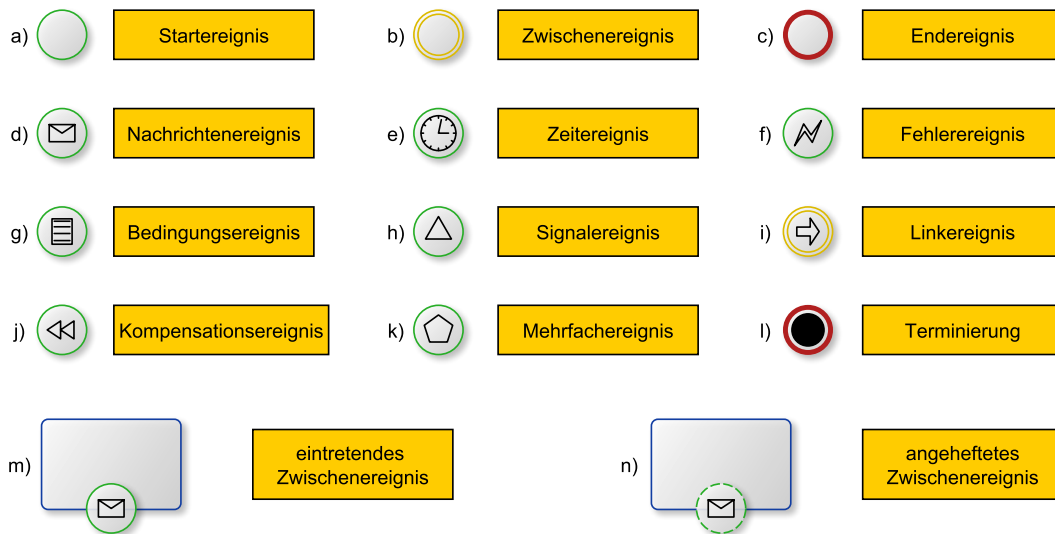 a) Startereignis b) Zwischenereignis c) Endereignis
d) Nachrichtenereignis e) Zeitereignis f) Fehlerereignis
g) Bedingungsereignis h) Signalereignis i) Linkereignis
j) Kompensationsereignis k) Mehrfachereignis l) Terminierung
m) eintretendes
Zwischenereignis
n) angeheftetes
Zwischenereignis